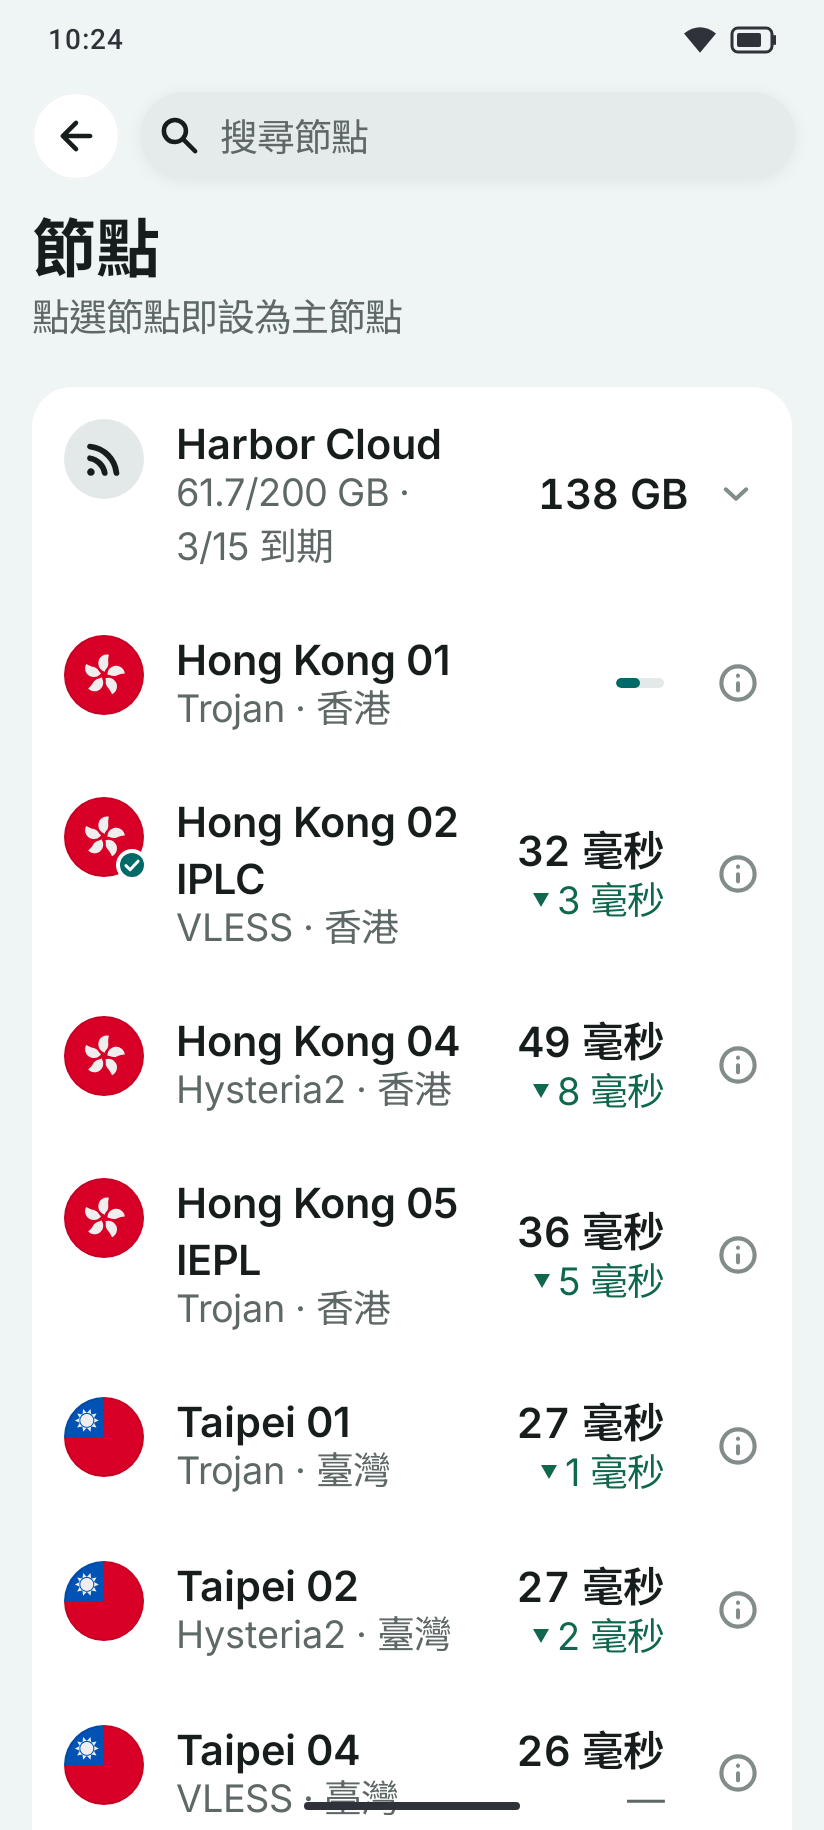 10:24
搜尋節點
節點
點選節點即設為主節點
Harbor Cloud
61.7/200 GB ·
3/15 到期
138 GB
Hong Kong 01
Trojan · 香港
Hong Kong 02
IPLC
VLESS · 香港
32 毫秒
▼3 毫秒
Hong Kong 04
Hysteria2 · 香港
49 毫秒
▼8 毫秒
Hong Kong 05
IEPL
Trojan · 香港
36 毫秒
▼5 毫秒
Taipei 01
Trojan · 臺灣
27 毫秒
▼1 毫秒
Taipei 02
Hysteria2 · 臺灣
27 毫秒
▼2 毫秒
Taipei 04
VLESS · 臺灣
26 毫秒
—